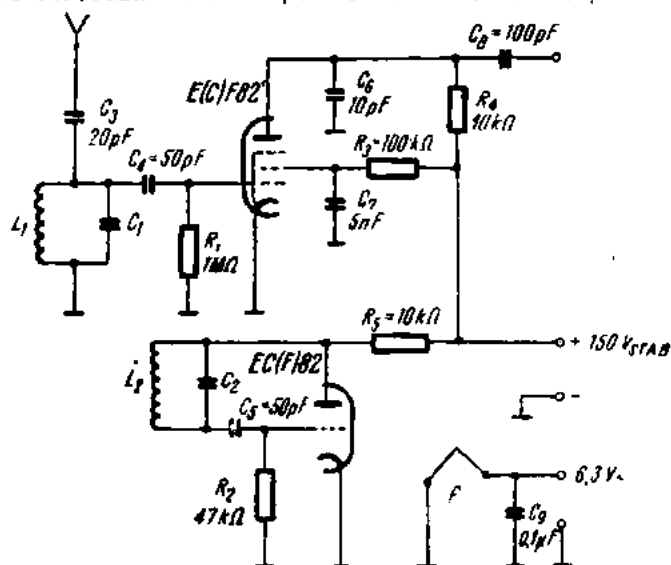 C8 = 100pF
E(C)F82
C6
10pF
R4
10kΩ
C3
20pF
C4 = 50pF
R3 = 100kΩ
L1
C1
R1
1MΩ
C7
5nF
R5 = 10kΩ
+ 150 VSTAB
EC(F)82
L2
C2
C5 = 50pF
-
R2
47kΩ
F
6,3V~
C9
0,1µF